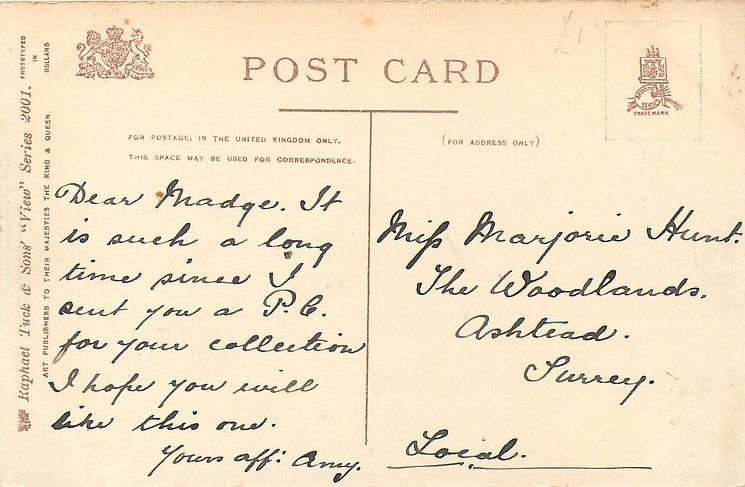 POST CARD
£1
FOR POSTAGE, IN THE UNITED KINGDOM ONLY,
THIS SPACE MAY BE USED FOR CORRESPONDENCE.
(FOR ADDRESS ONLY)
TRADE MARK
Raphael Tuck & Sons' "View" Series 2001.
ART PUBLISHERS TO THEIR MAJESTIES THE KING & QUEEN.
PHOTOTYPED
IN
HOLLAND
Dear Madge. It
is such a long
time since I
sent you a P.C.
for your collection
I hope you will
like this one.
Yours aff: Amy.
Miss Marjorie Hunt.
The Woodlands.
Ashtead.
Surrey.
Local.